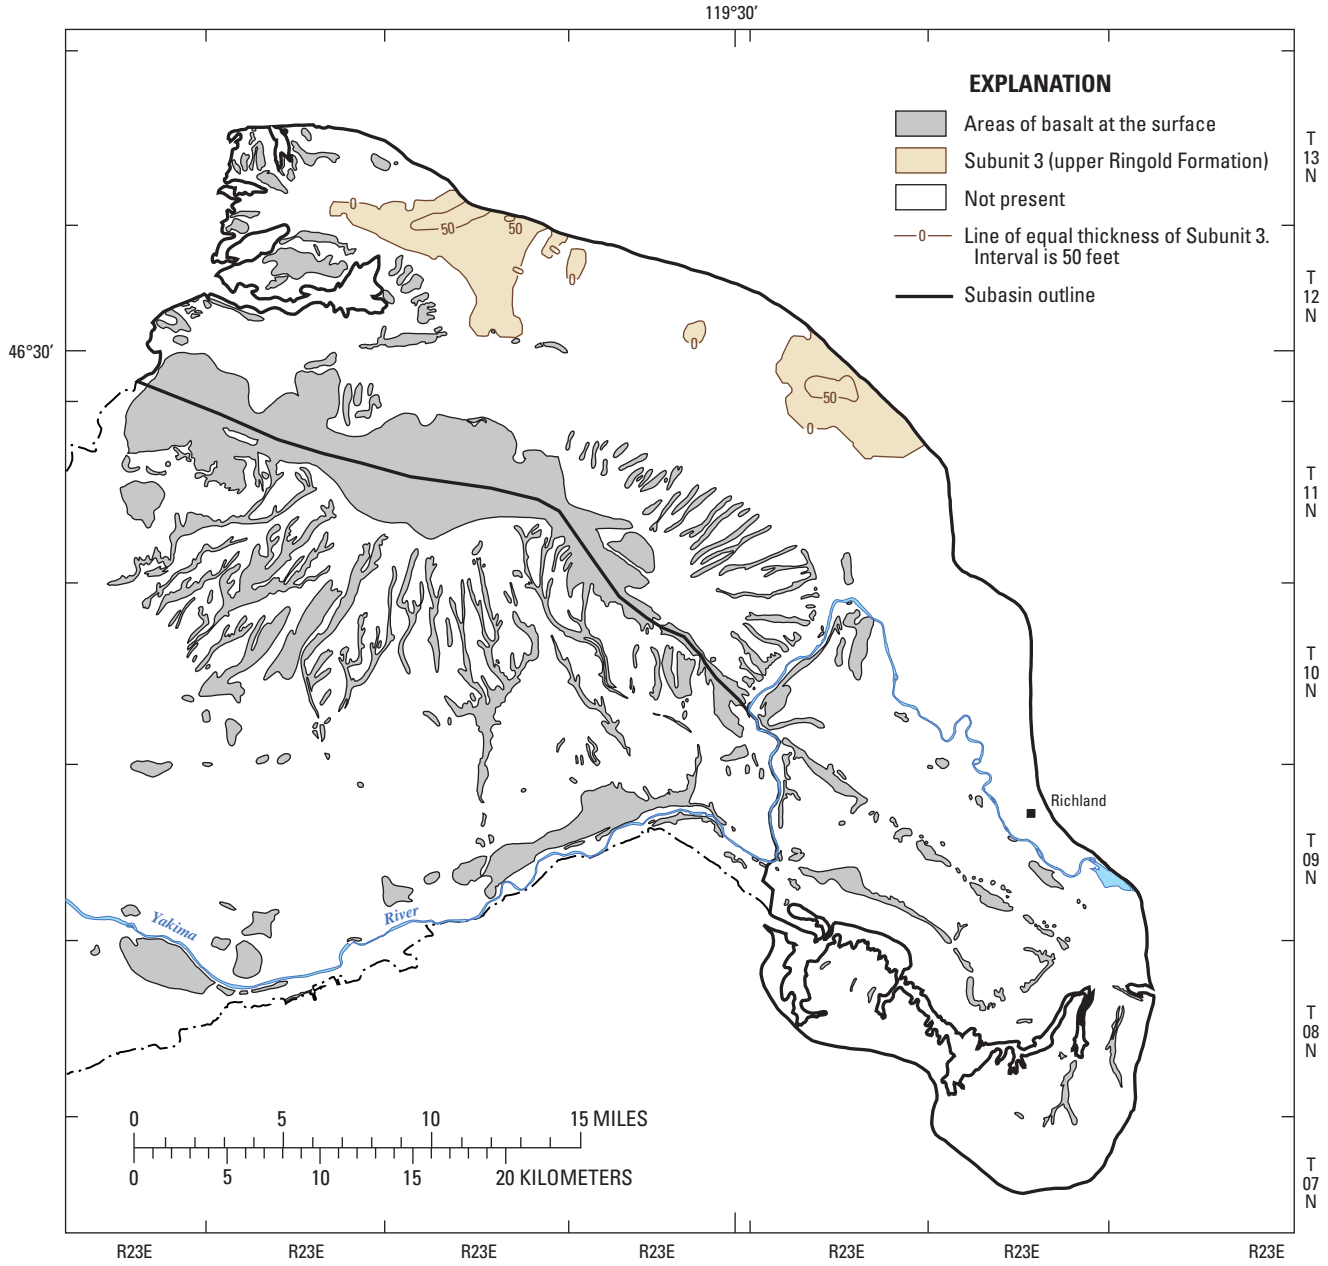 119°30′
EXPLANATION
Areas of basalt at the surface
Subunit 3 (upper Ringold Formation)
Not present
0
Line of equal thickness of Subunit 3.
Interval is 50 feet
Subasin outline
T
13
N
T
12
N
T
11
N
T
10
N
T
09
N
T
08
N
T
07
N
46°30′
0
50
50
0
0
0
0
50
0
Richland
Yakima
River
0 5 10 15 MILES
0 5 10 15 20 KILOMETERS
R23E R23E R23E R23E R23E R23E R23E